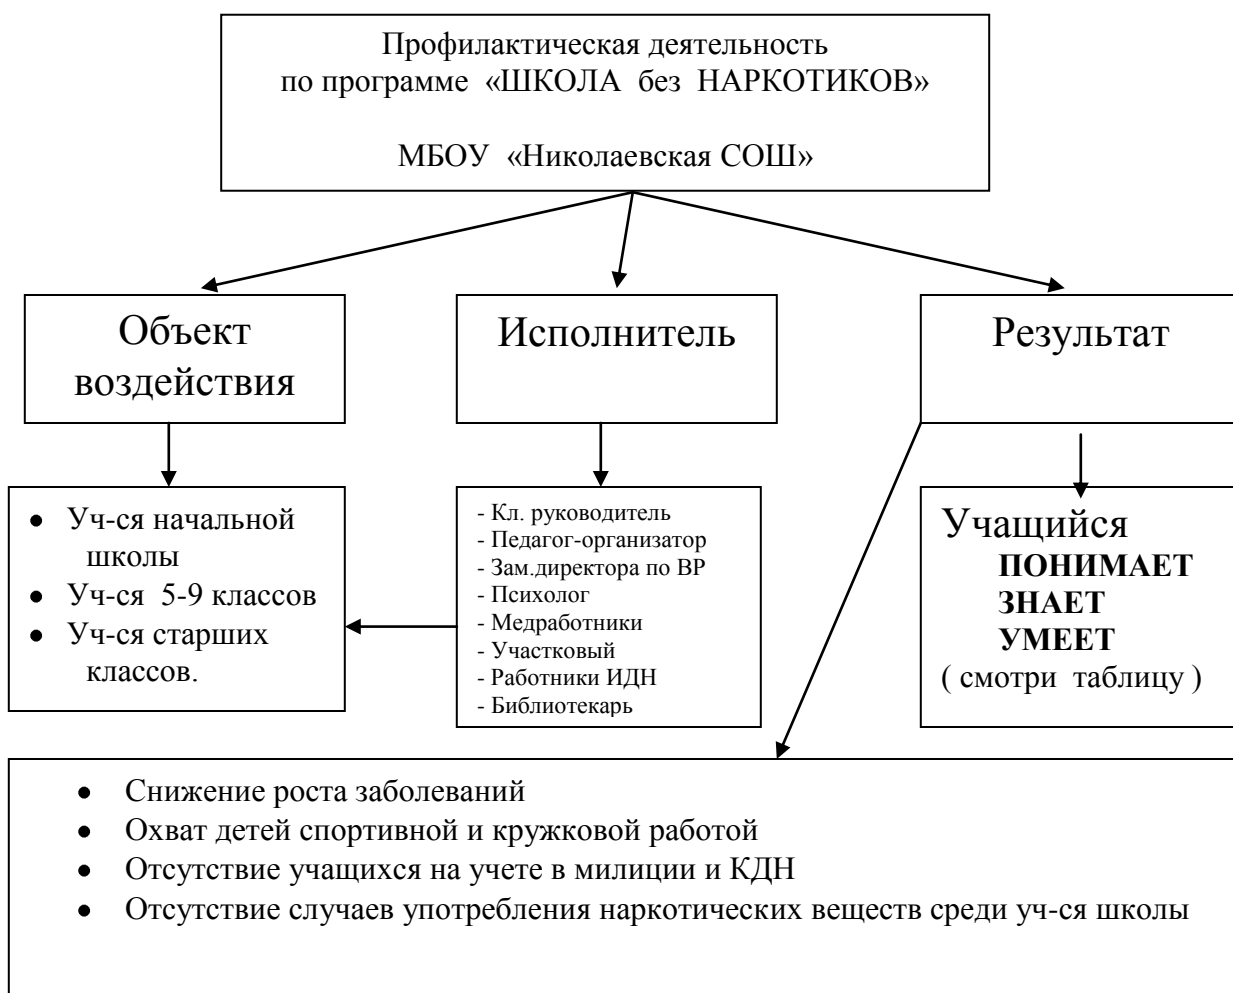 Профилактическая деятельность
по программе «ШКОЛА без НАРКОТИКОВ»
МБОУ «Николаевская СОШ»
Объект
воздействия
Исполнитель
Результат
● Уч-ся начальной
школы
● Уч-ся 5-9 классов
● Уч-ся старших
классов.
- Кл. руководитель
- Педагог-организатор
- Зам.директора по ВР
- Психолог
- Медработники
- Участковый
- Работники ИДН
- Библиотекарь
Учащийся
ПОНИМАЕТ
ЗНАЕТ
УМЕЕТ
( смотри таблицу )
● Снижение роста заболеваний
● Охват детей спортивной и кружковой работой
● Отсутствие учащихся на учете в милиции и КДН
● Отсутствие случаев употребления наркотических веществ среди уч-ся школы